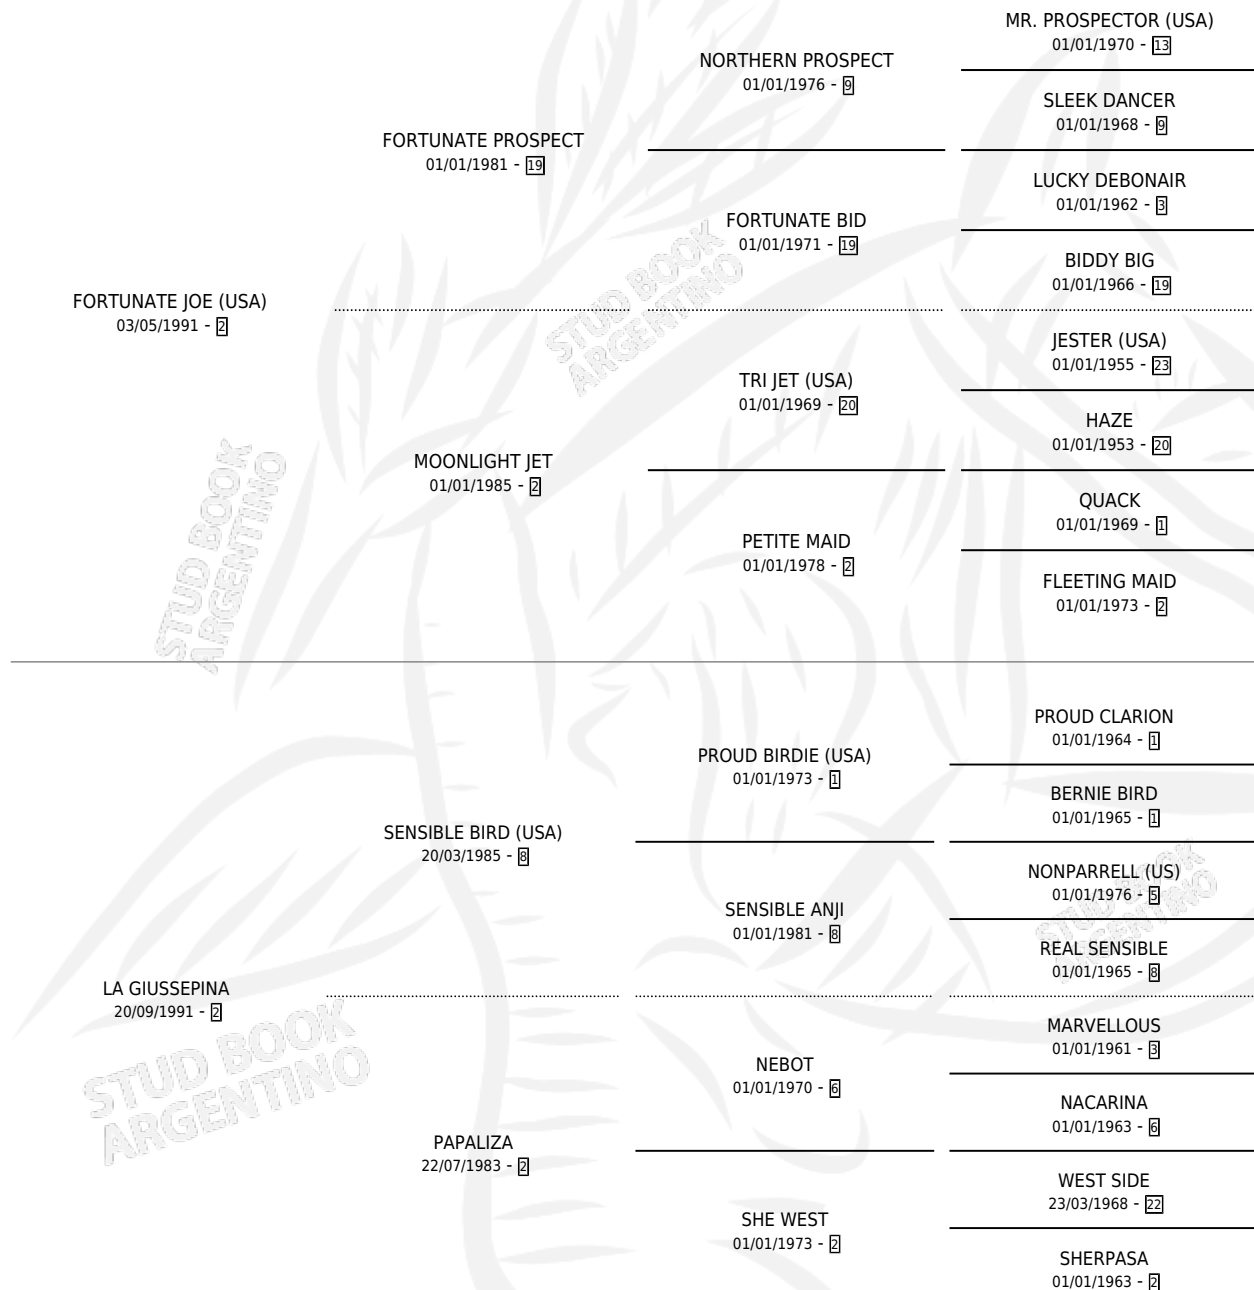 MR. PROSPECTOR (USA)
01/01/1970 - 13
NORTHERN PROSPECT
01/01/1976 - 9
SLEEK DANCER
01/01/1968 - 9
FORTUNATE PROSPECT
01/01/1981 - 19
LUCKY DEBONAIR
01/01/1962 - 3
FORTUNATE BID
01/01/1971 - 19
BIDDY BIG
01/01/1966 - 19
FORTUNATE JOE (USA)
03/05/1991 - 2
JESTER (USA)
01/01/1955 - 23
TRI JET (USA)
01/01/1969 - 20
HAZE
01/01/1953 - 20
MOONLIGHT JET
01/01/1985 - 2
QUACK
01/01/1969 - 1
PETITE MAID
01/01/1978 - 2
FLEETING MAID
01/01/1973 - 2
PROUD CLARION
01/01/1964 - 1
PROUD BIRDIE (USA)
01/01/1973 - 1
BERNIE BIRD
01/01/1965 - 1
SENSIBLE BIRD (USA)
20/03/1985 - 8
NONPARRELL (US)
01/01/1976 - 5
SENSIBLE ANJI
01/01/1981 - 8
REAL SENSIBLE
01/01/1965 - 8
LA GIUSSEPINA
20/09/1991 - 2
MARVELLOUS
01/01/1961 - 3
NEBOT
01/01/1970 - 6
NACARINA
01/01/1963 - 6
PAPALIZA
22/07/1983 - 2
WEST SIDE
23/03/1968 - 22
SHE WEST
01/01/1973 - 2
SHERPASA
01/01/1963 - 2
STUD BOOK
ARGENTINO
STUD BOOK
ARGENTINO
STUD BOOK
ARGENTINO
STUD BOOK
ARGENTINO